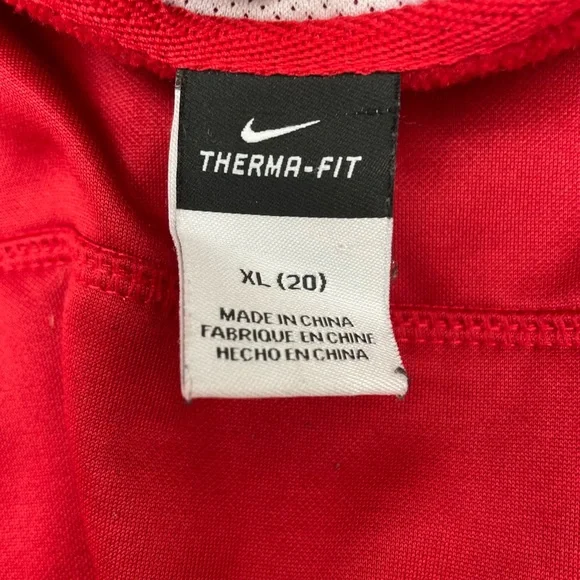 THERMA-FIT
XL (20)
MADE IN CHINA
FABRIQUE EN CHINE
HECHO EN CHINA